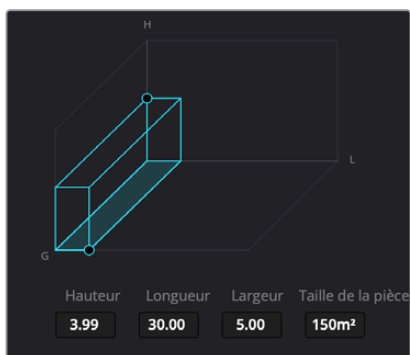 H
L
G
Hauteur Longueur Largeur Taille de la pièce
3.99 30.00 5.00 150m²